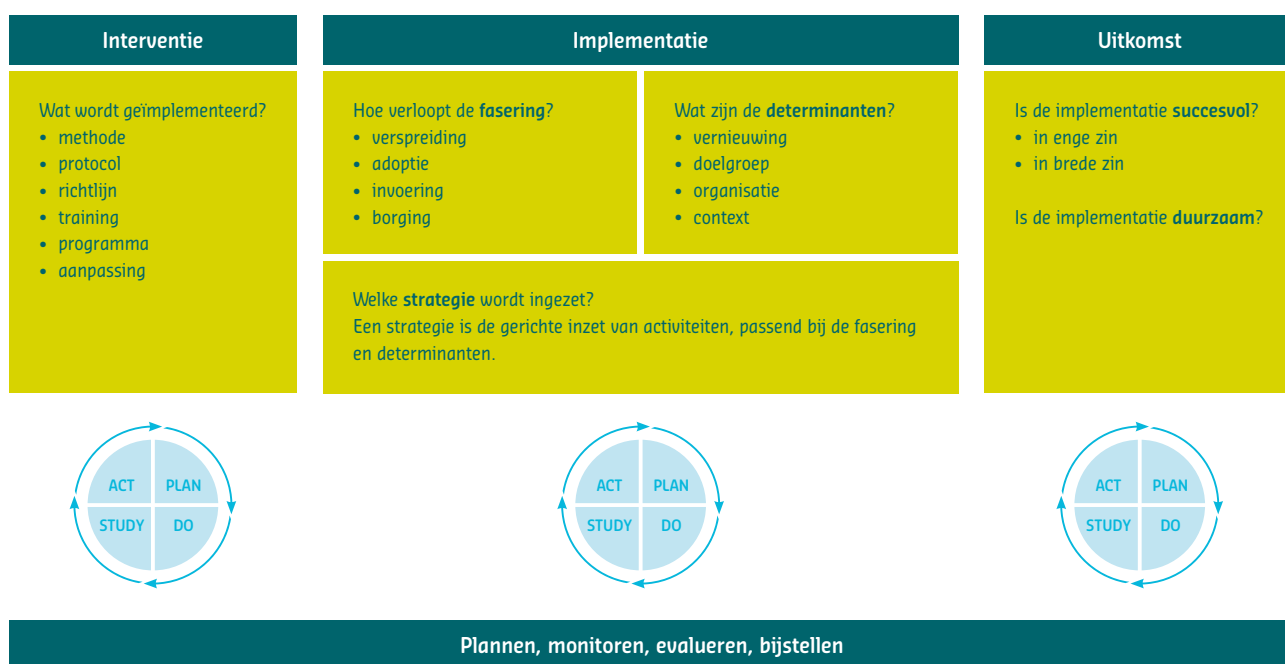 Interventie
Wat wordt geïmplementeerd?
• methode
• protocol
• richtlijn
• training
• programma
• aanpassing
Implementatie
Hoe verloopt de fasering?
• verspreiding
• adoptie
• invoering
• borging
Wat zijn de determinanten?
• vernieuwing
• doelgroep
• organisatie
• context
Welke strategie wordt ingezet?
Een strategie is de gerichte inzet van activiteiten, passend bij de fasering
en determinanten.
Uitkomst
Is de implementatie succesvol?
• in enge zin
• in brede zin
Is de implementatie duurzaam?
ACT PLAN
STUDY DO
ACT PLAN
STUDY DO
ACT PLAN
STUDY DO
Plannen, monitoren, evalueren, bijstellen